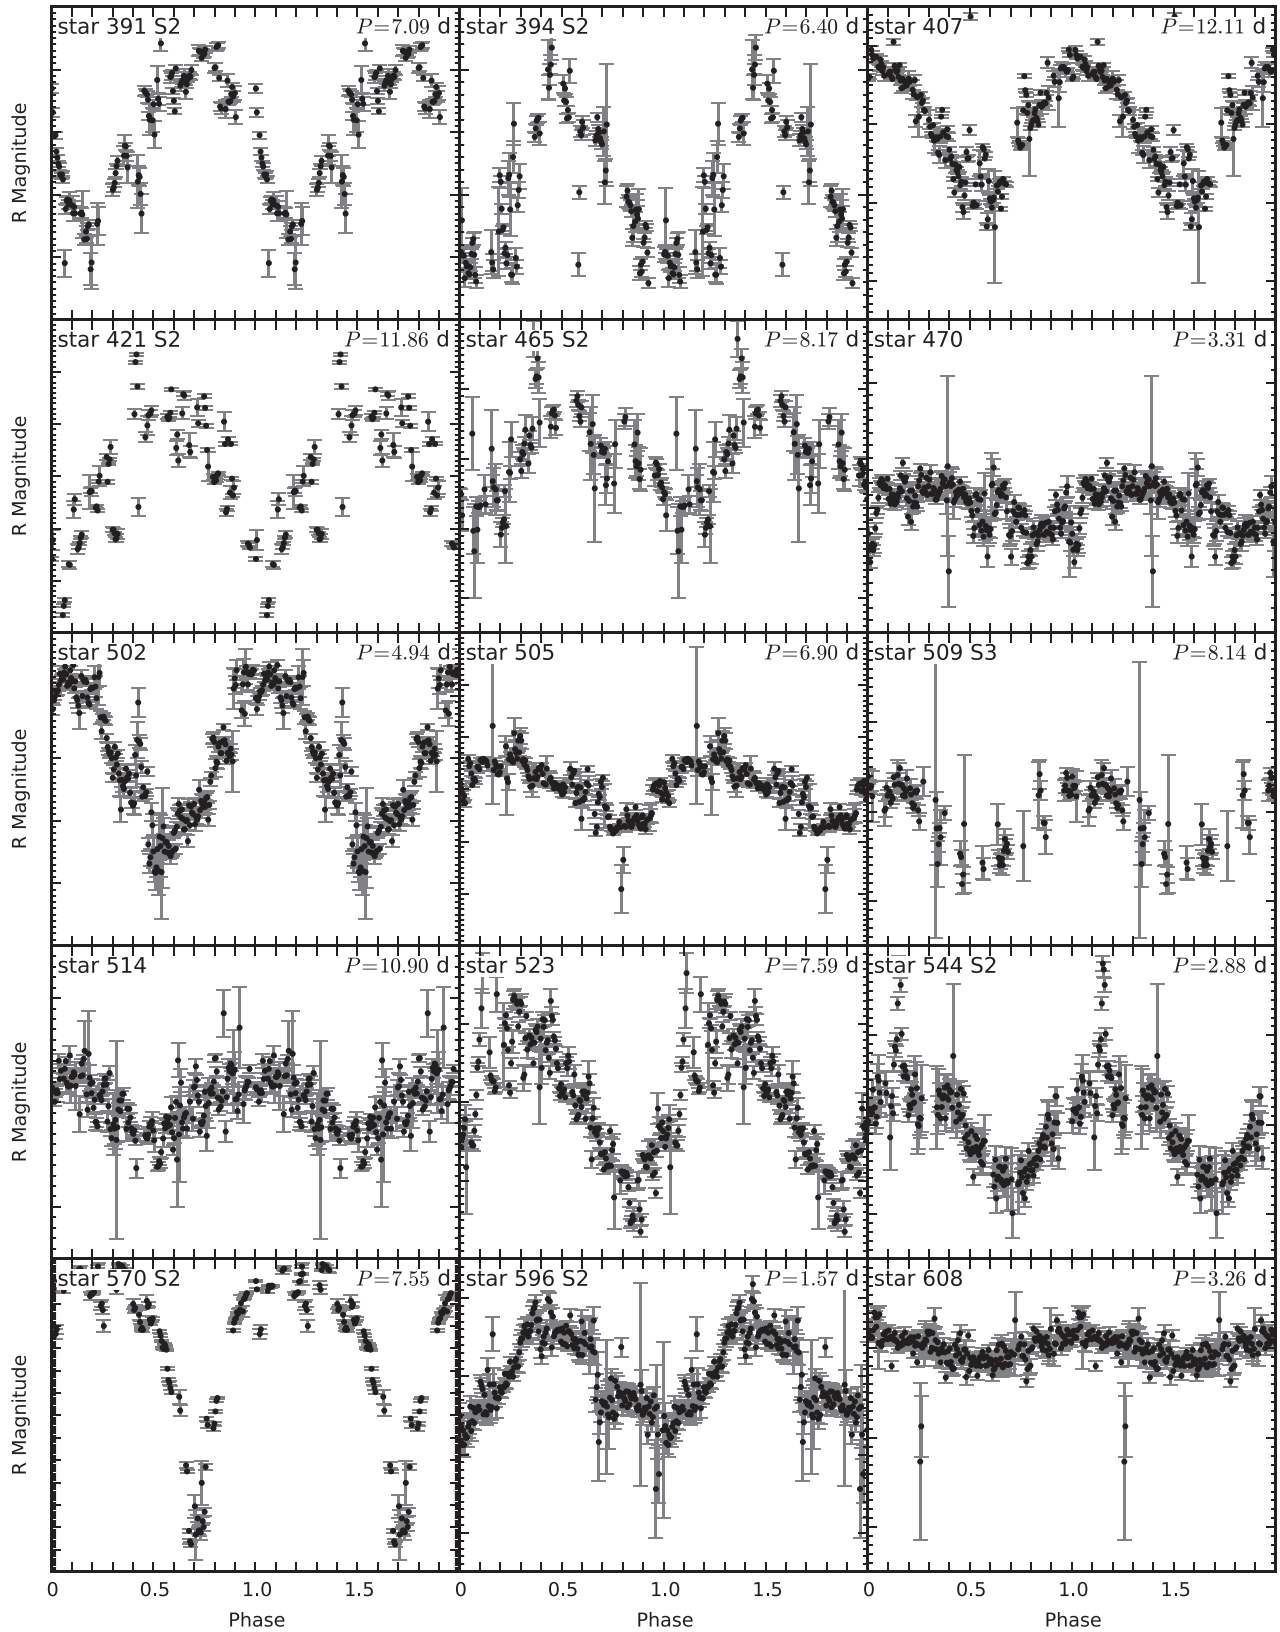 star 391 S2 P=7.09 d
star 394 S2 P=6.40 d
star 407 P=12.11 d
R Magnitude
star 421 S2 P=11.86 d
star 465 S2 P=8.17 d
star 470 P=3.31 d
R Magnitude
star 502 P=4.94 d
star 505 P=6.90 d
star 509 S3 P=8.14 d
R Magnitude
star 514 P=10.90 d
star 523 P=7.59 d
star 544 S2 P=2.88 d
R Magnitude
star 570 S2 P=7.55 d
star 596 S2 P=1.57 d
star 608 P=3.26 d
R Magnitude
0 0.5 1.0 1.5 0 0.5 1.0 1.5 0 0.5 1.0 1.5
Phase Phase Phase